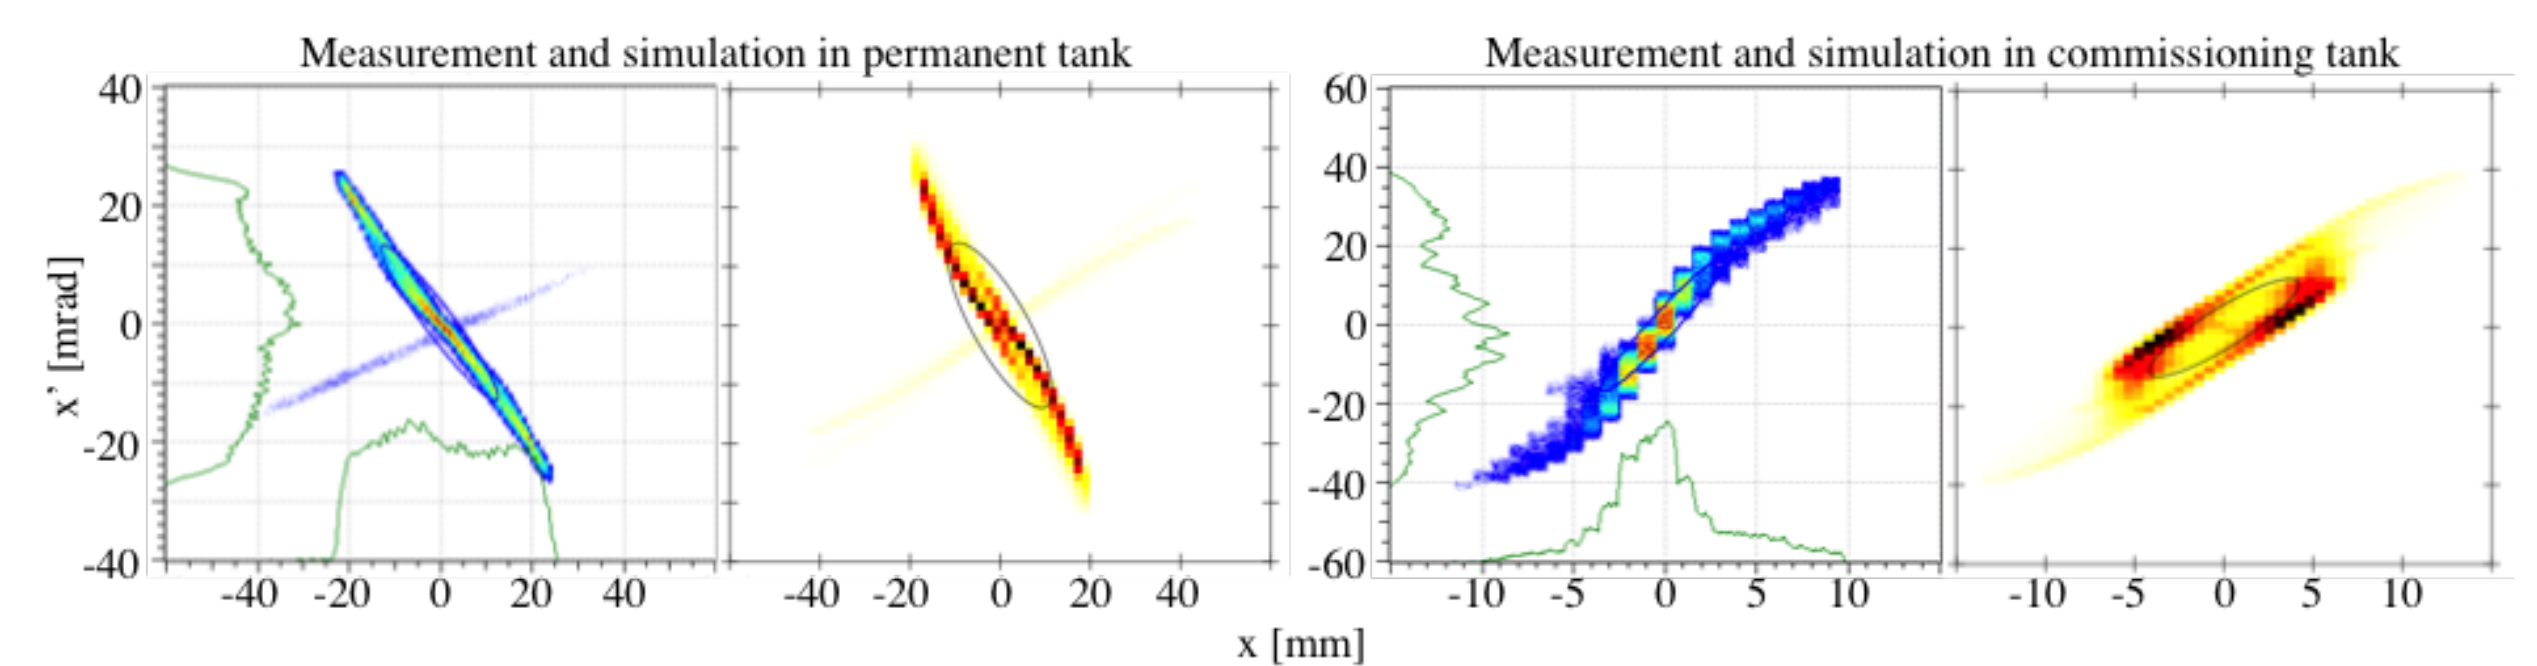 Measurement and simulation in permanent tank
Measurement and simulation in commissioning tank
40
20
0
-20
-40
x' [mrad]
-40 -20 0 20 40
-40 -20 0 20 40
60
40
20
0
-20
-40
-60
-10 -5 0 5 10
-10 -5 0 5 10
x [mm]